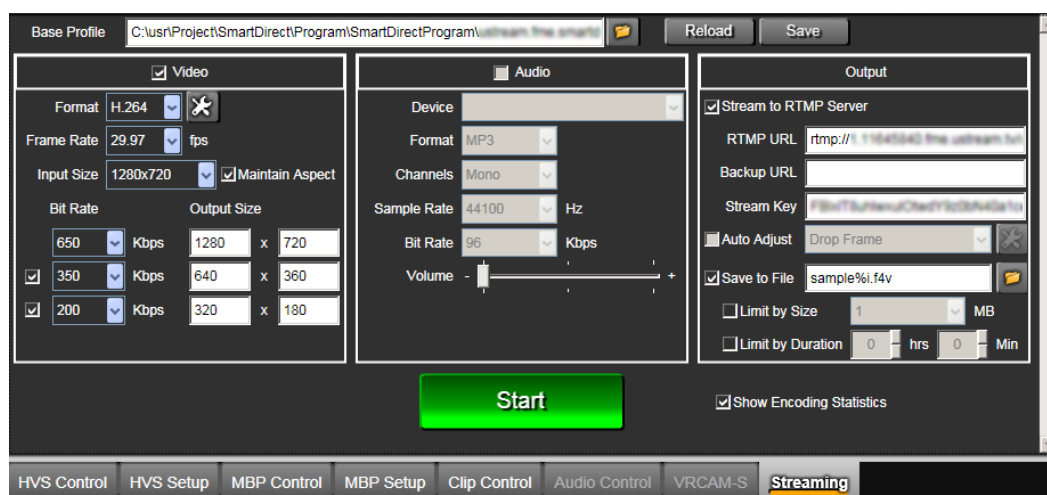 Base Profile C:\usr\Project\SmartDirect\Program\SmartDirectProgram\ Reload Save
Video
Format H.264
Frame Rate 29.97 fps
Input Size 1280x720 Maintain Aspect
Bit Rate Output Size
650 Kbps 1280 x 720
350 Kbps 640 x 360
200 Kbps 320 x 180
Audio
Device
Format MP3
Channels Mono
Sample Rate 44100 Hz
Bit Rate 96 Kbps
Volume - +
Output
Stream to RTMP Server
RTMP URL rtmp://
Backup URL
Stream Key
Auto Adjust Drop Frame
Save to File sample%i.f4v
Limit by Size 1 MB
Limit by Duration 0 hrs 0 Min
Start
Show Encoding Statistics
HVS Control HVS Setup MBP Control MBP Setup Clip Control Audio Control VRCAM-S Streaming